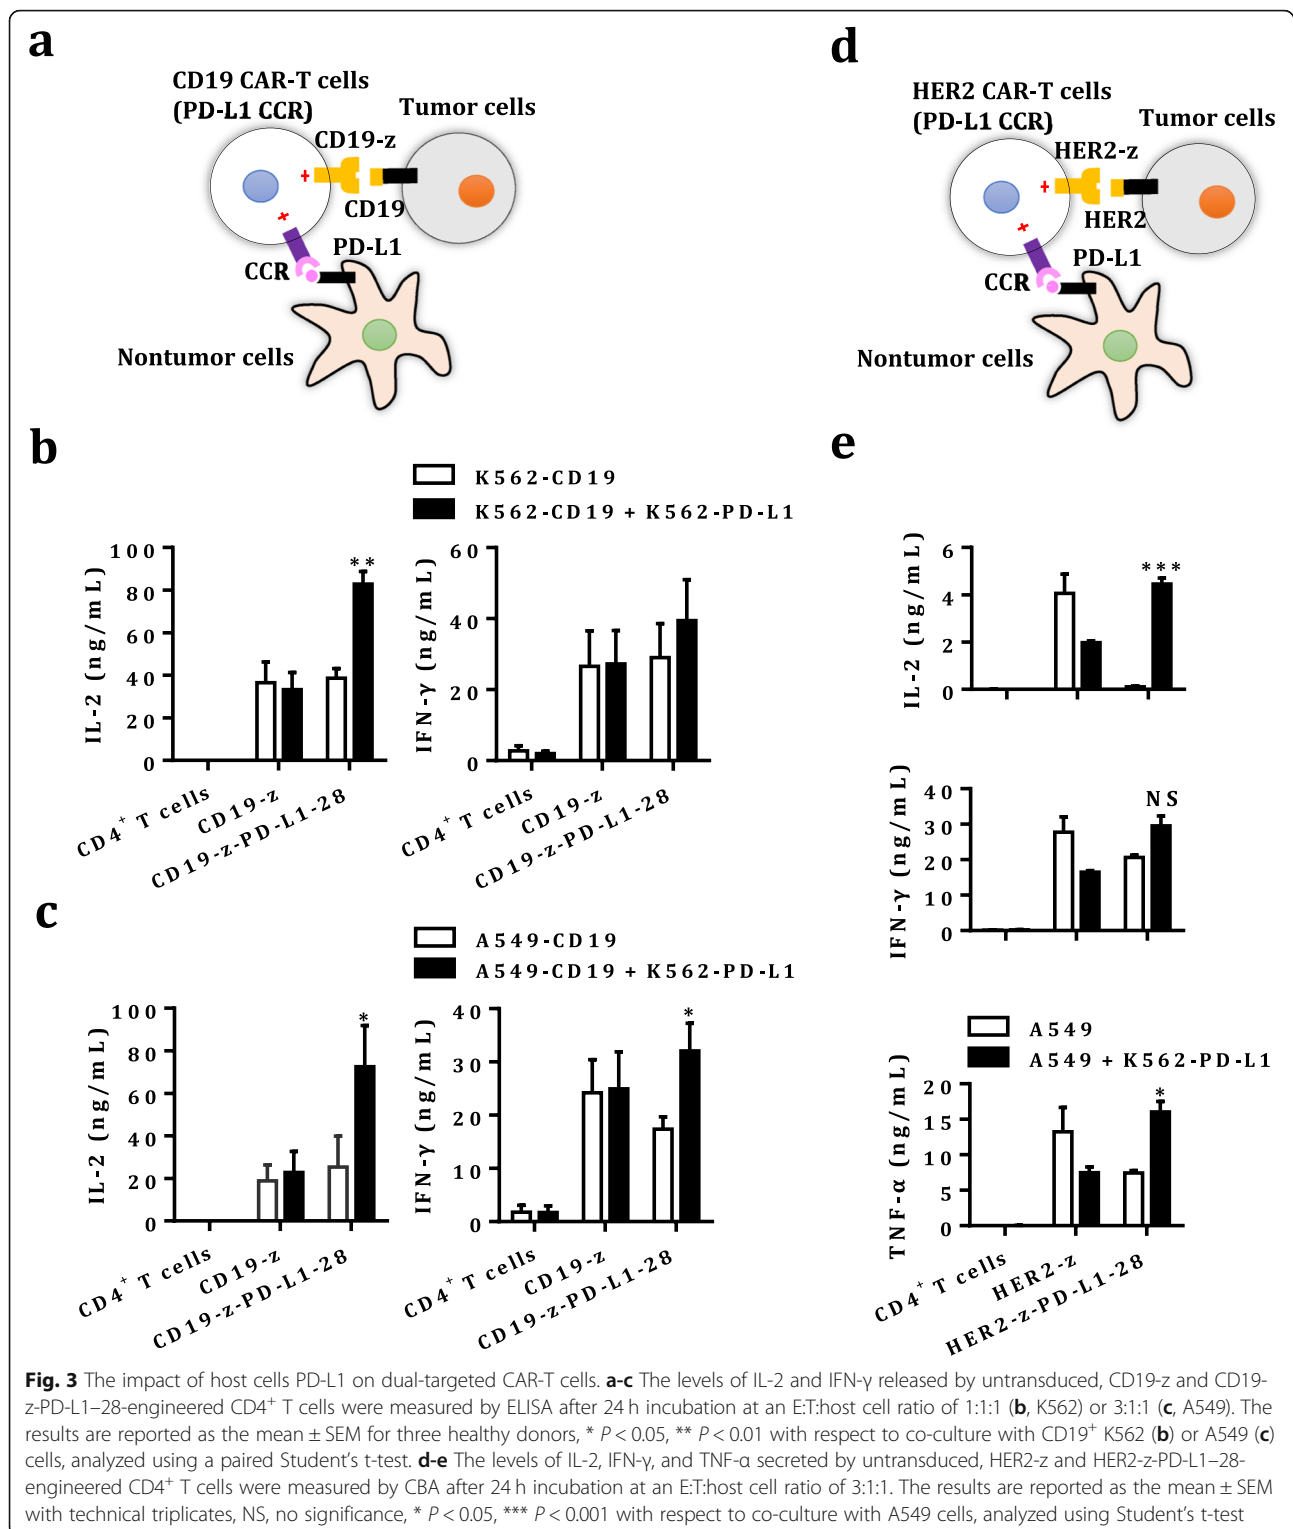 a
CD19 CAR-T cells
(PD-L1 CCR)
Tumor cells
CD19-z
+
CD19
+
PD-L1
CCR
Nontumor cells
d
HER2 CAR-T cells
(PD-L1 CCR)
Tumor cells
HER2-z
+
HER2
+
PD-L1
CCR
Nontumor cells
b
K562-CD19
K562-CD19 + K562-PD-L1
IL-2 (ng/mL)
100
80
60
40
20
0
**
CD4⁺ T cells
CD19-z
CD19-z-PD-L1-28
IFN-γ (ng/mL)
60
40
20
0
CD4⁺ T cells
CD19-z
CD19-z-PD-L1-28
c
A549-CD19
A549-CD19 + K562-PD-L1
IL-2 (ng/mL)
100
80
60
40
20
0
*
CD4⁺ T cells
CD19-z
CD19-z-PD-L1-28
IFN-γ (ng/mL)
40
30
20
10
0
*
CD4⁺ T cells
CD19-z
CD19-z-PD-L1-28
e
IL-2 (ng/mL)
6
4
2
0
***
IFN-γ (ng/mL)
40
30
20
10
0
NS
A549
A549 + K562-PD-L1
TNF-α (ng/mL)
20
15
10
5
0
*
CD4⁺ T cells
HER2-z
HER2-z-PD-L1-28
Fig. 3 The impact of host cells PD-L1 on dual-targeted CAR-T cells. a-c The levels of IL-2 and IFN-γ released by untransduced, CD19-z and CD19-
z-PD-L1–28-engineered CD4⁺ T cells were measured by ELISA after 24 h incubation at an E:T:host cell ratio of 1:1:1 (b, K562) or 3:1:1 (c, A549). The
results are reported as the mean ± SEM for three healthy donors, * P < 0.05, ** P < 0.01 with respect to co-culture with CD19⁺ K562 (b) or A549 (c)
cells, analyzed using a paired Student's t-test. d-e The levels of IL-2, IFN-γ, and TNF-α secreted by untransduced, HER2-z and HER2-z-PD-L1–28-
engineered CD4⁺ T cells were measured by CBA after 24 h incubation at an E:T:host cell ratio of 3:1:1. The results are reported as the mean ± SEM
with technical triplicates, NS, no significance, * P < 0.05, *** P < 0.001 with respect to co-culture with A549 cells, analyzed using Student's t-test